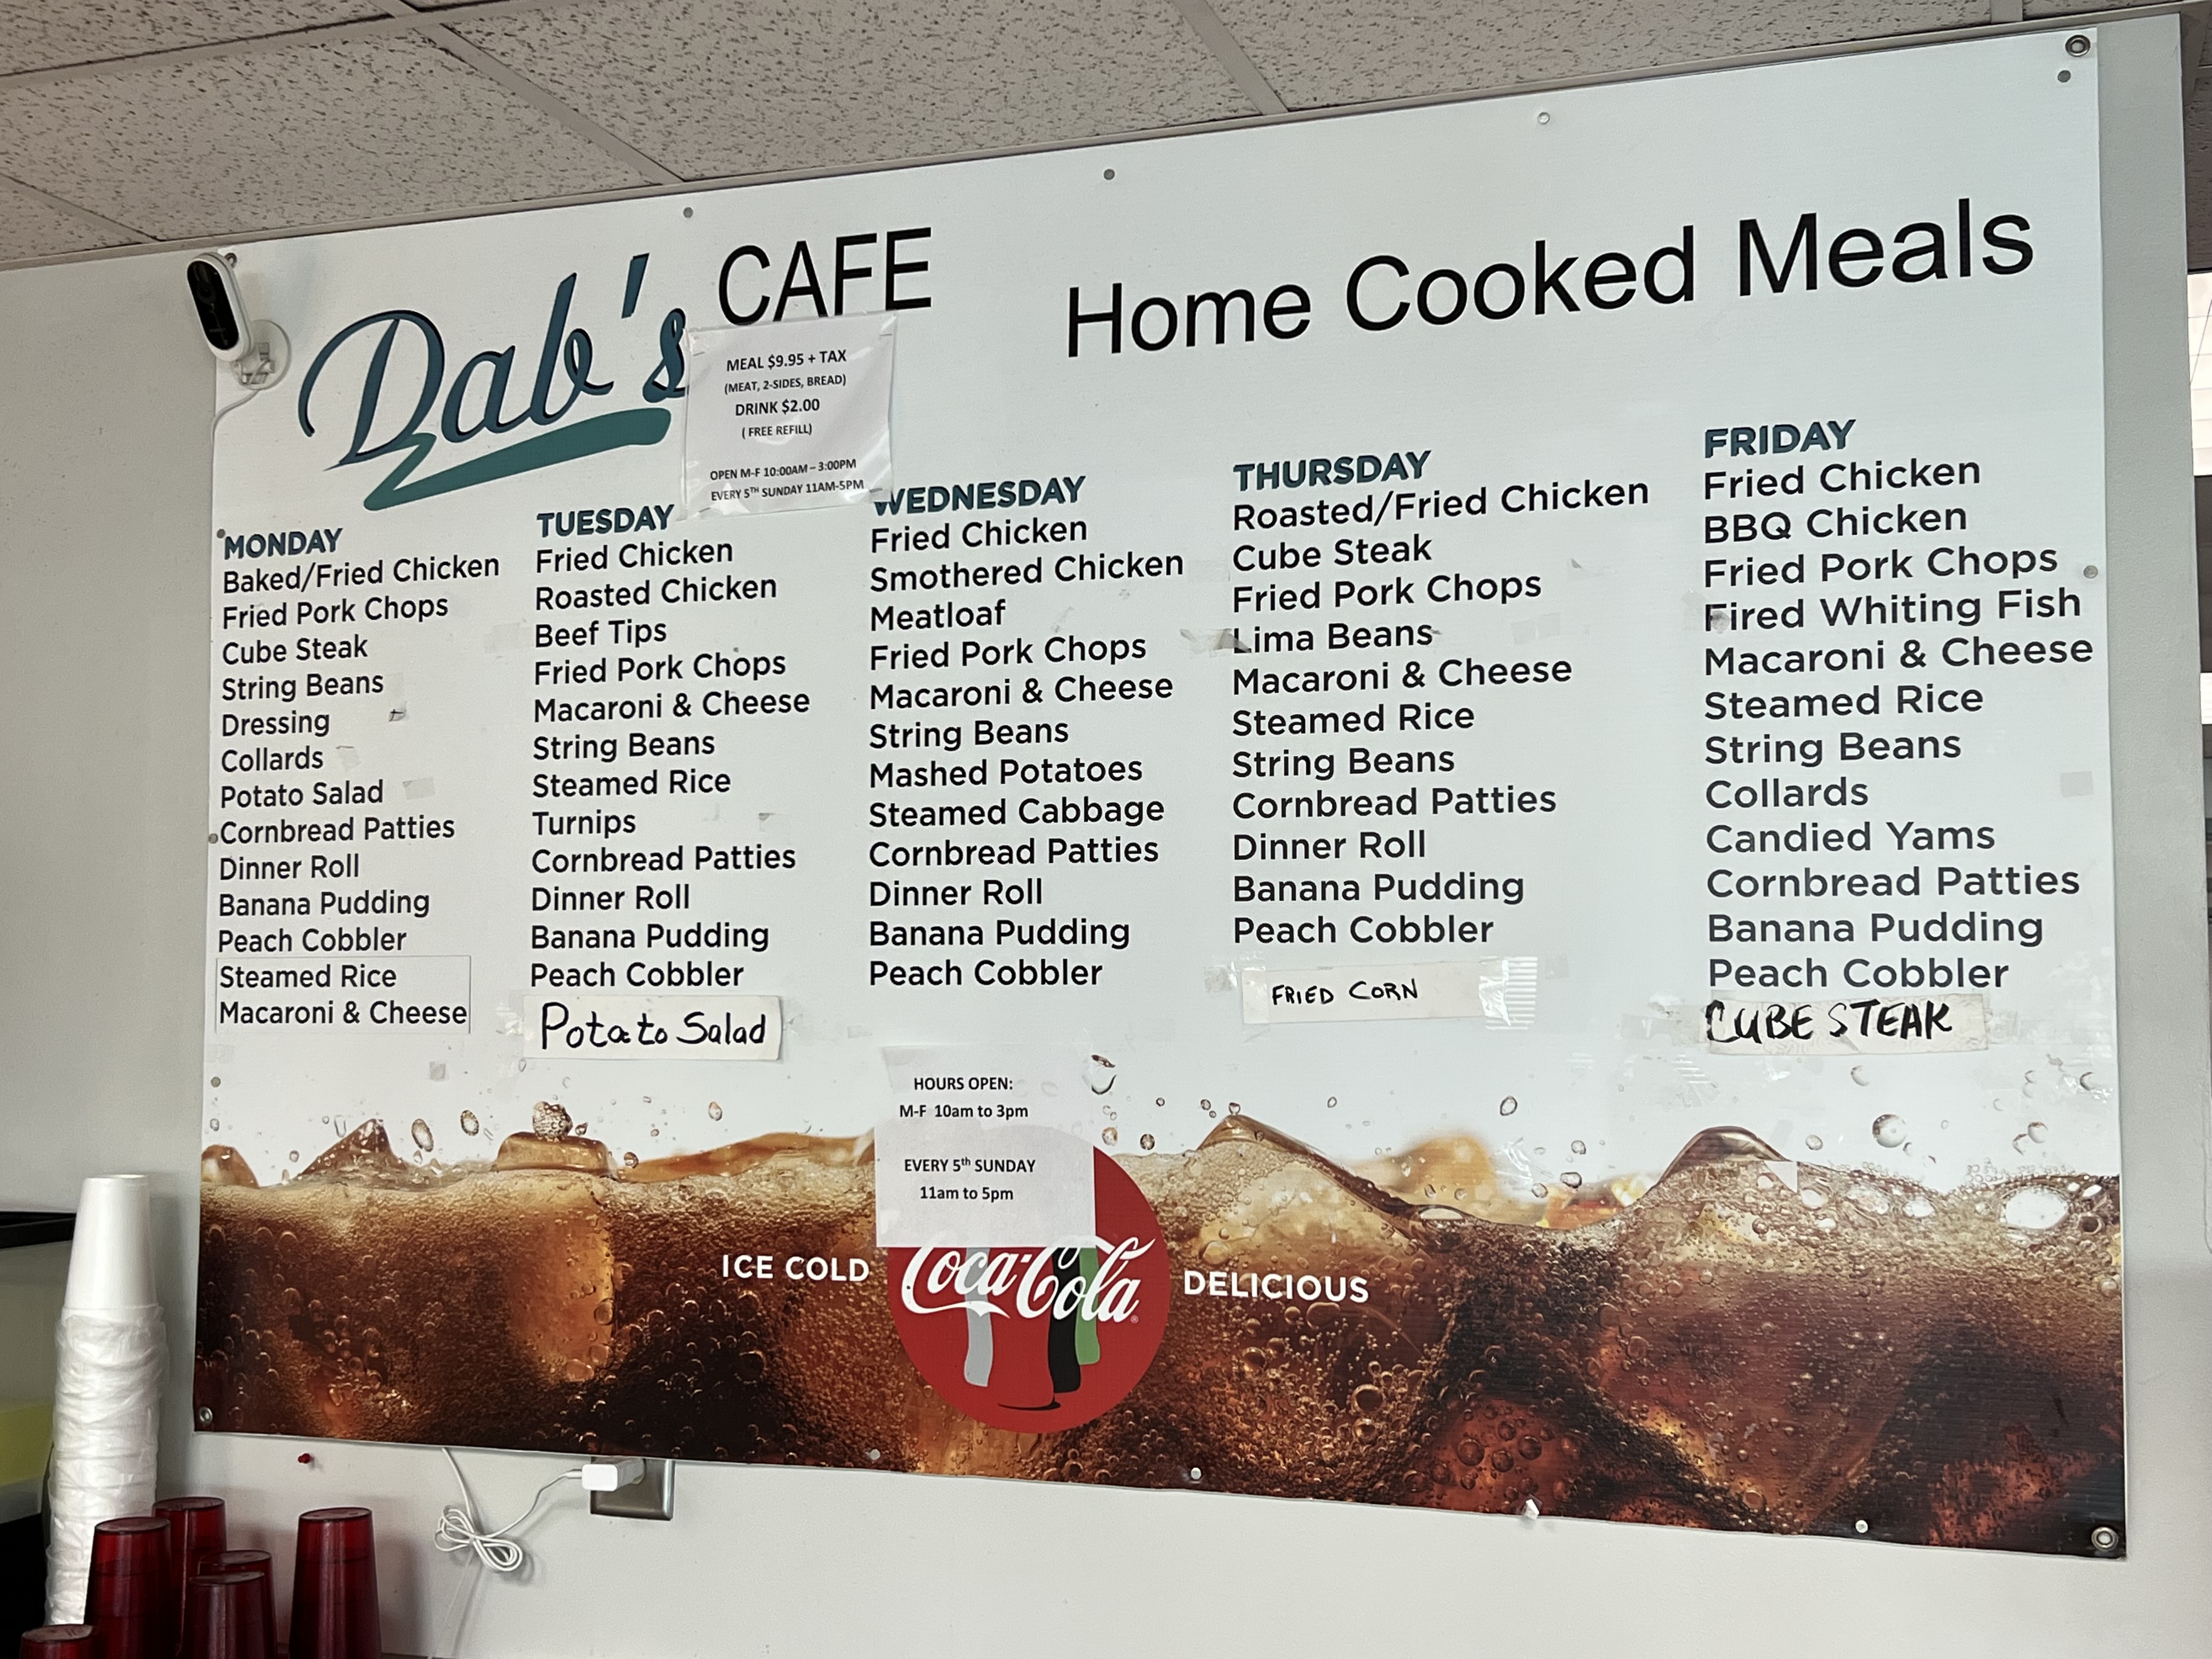 Dab's CAFE
Home Cooked Meals
MEAL $9.95 + TAX
(MEAT, 2-SIDES, BREAD)
DRINK $2.00
( FREE REFILL)
OPEN M-F 10:00AM – 3:00PM
EVERY 5TH SUNDAY 11AM-5PM
MONDAY
Baked/Fried Chicken
Fried Pork Chops
Cube Steak
String Beans
Dressing
Collards
Potato Salad
Cornbread Patties
Dinner Roll
Banana Pudding
Peach Cobbler
Steamed Rice
Macaroni & Cheese
TUESDAY
Fried Chicken
Roasted Chicken
Beef Tips
Fried Pork Chops
Macaroni & Cheese
String Beans
Steamed Rice
Turnips
Cornbread Patties
Dinner Roll
Banana Pudding
Peach Cobbler
Potato Salad
WEDNESDAY
Fried Chicken
Smothered Chicken
Meatloaf
Fried Pork Chops
Macaroni & Cheese
String Beans
Mashed Potatoes
Steamed Cabbage
Cornbread Patties
Dinner Roll
Banana Pudding
Peach Cobbler
THURSDAY
Roasted/Fried Chicken
Cube Steak
Fried Pork Chops
Lima Beans
Macaroni & Cheese
Steamed Rice
String Beans
Cornbread Patties
Dinner Roll
Banana Pudding
Peach Cobbler
FRIED CORN
FRIDAY
Fried Chicken
BBQ Chicken
Fried Pork Chops
Fired Whiting Fish
Macaroni & Cheese
Steamed Rice
String Beans
Collards
Candied Yams
Cornbread Patties
Banana Pudding
Peach Cobbler
CUBE STEAK
HOURS OPEN:
M-F 10am to 3pm
EVERY 5th SUNDAY
11am to 5pm
ICE COLD
Coca-Cola
DELICIOUS